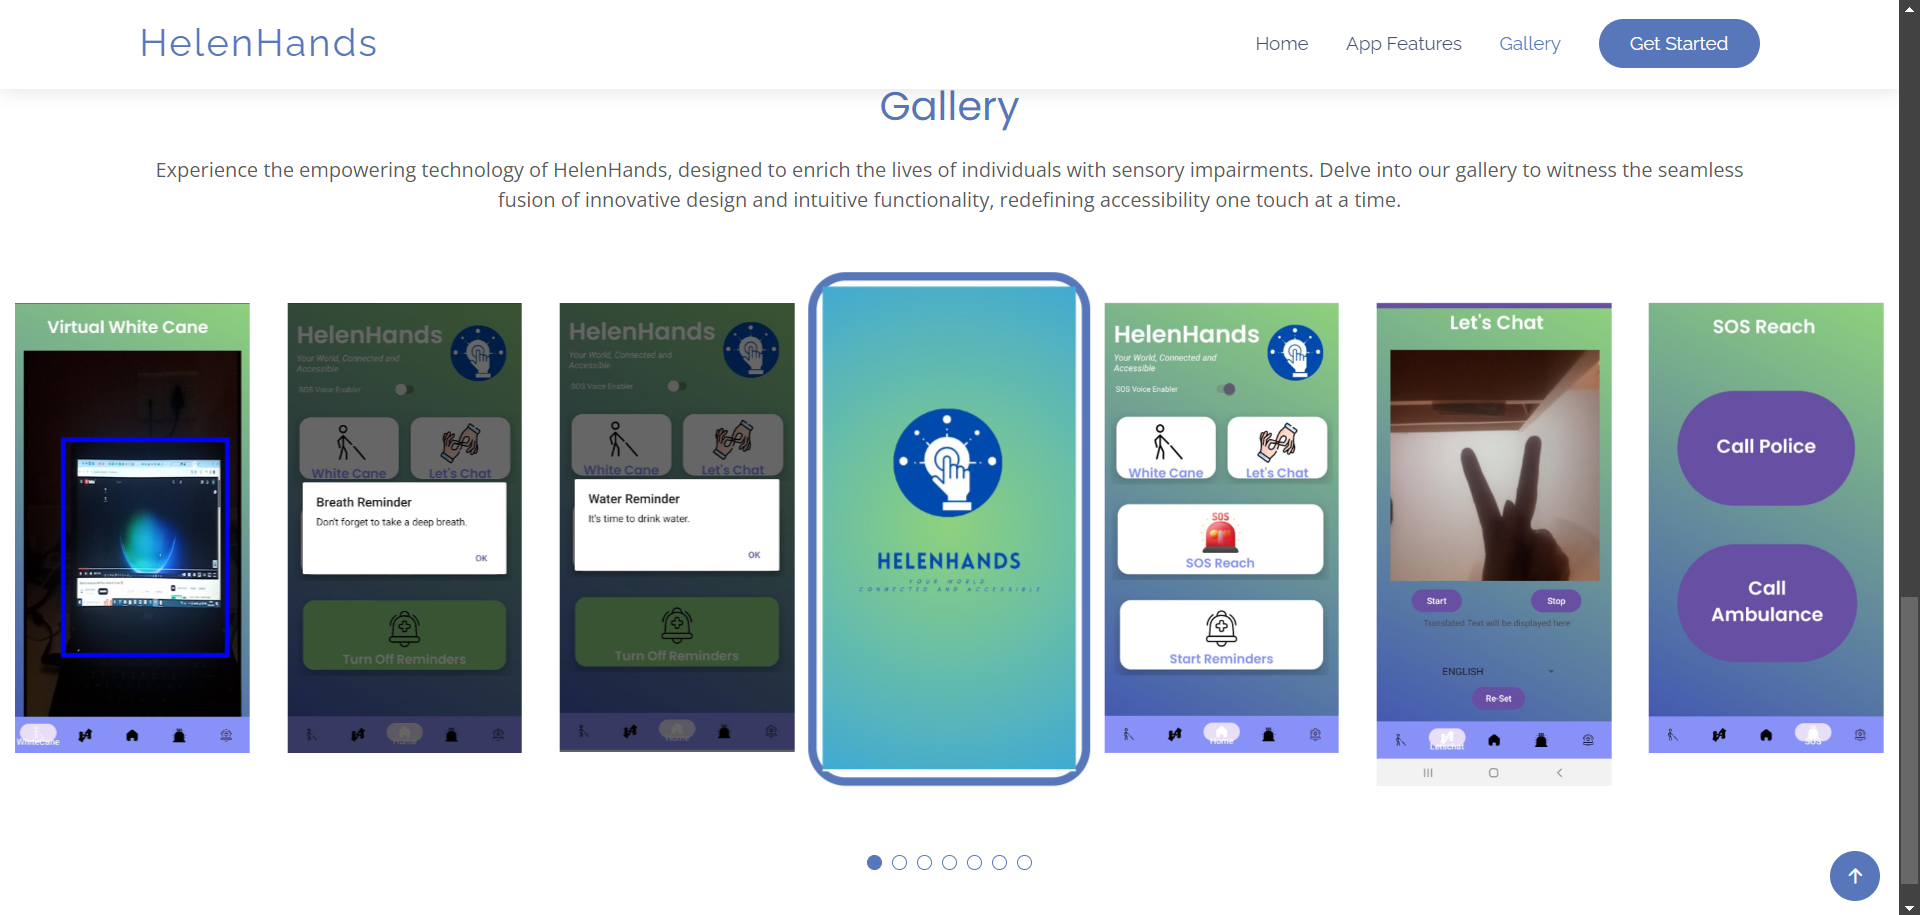 HelenHands
Home
App Features
Gallery
Get Started
Gallery
Experience the empowering technology of HelenHands, designed to enrich the lives of individuals with sensory impairments. Delve into our gallery to witness the seamless
fusion of innovative design and intuitive functionality, redefining accessibility one touch at a time.
Virtual White Cane
WhiteCane
HelenHands
Your World, Connected and
Accessible
SOS Voice Enabler
White Cane
Let's Chat
Breath Reminder
Don't forget to take a deep breath.
OK
Turn Off Reminders
Home
HelenHands
Your World, Connected and
Accessible
SOS Voice Enabler
White Cane
Let's Chat
Water Reminder
It's time to drink water.
OK
Turn Off Reminders
Home
HELENHANDS
YOUR WORLD
CONNECTED AND ACCESSIBLE
HelenHands
Your World, Connected and
Accessible
SOS Voice Enabler
White Cane
Let's Chat
SOS
SOS Reach
Start Reminders
Home
Let's Chat
Start
Stop
Translated Text will be displayed here
ENGLISH
Re-Set
Letschat
SOS Reach
Call Police
Call
Ambulance
SOS